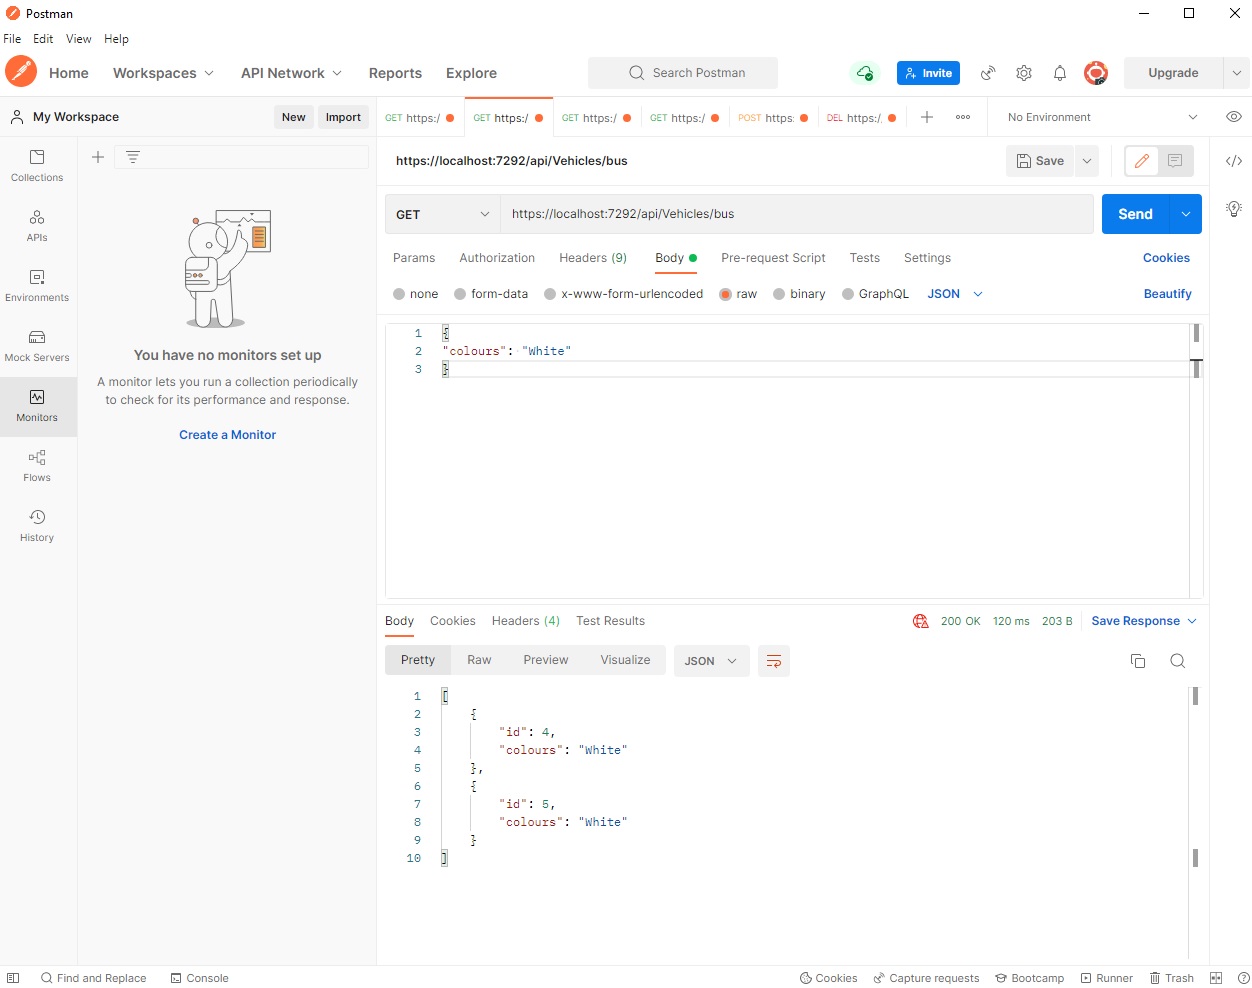 Postman
File Edit View Help
Home Workspaces API Network Reports Explore Search Postman Invite Upgrade
My Workspace New Import GET https:/ GET https:/ GET https:/ GET https:/ POST https: DEL https:/. No Environment
https://localhost:7292/api/Vehicles/bus Save
Collections
APIs
Environments
Mock Servers
Monitors
Flows
History
You have no monitors set up
A monitor lets you run a collection periodically
to check for its performance and response.
Create a Monitor
GET https://localhost:7292/api/Vehicles/bus Send
Params Authorization Headers (9) Body Pre-request Script Tests Settings Cookies
none form-data x-www-form-urlencoded raw binary GraphQL JSON Beautify
1 {
2 "colours": "White"
3 }
Body Cookies Headers (4) Test Results 200 OK 120 ms 203 B Save Response
Pretty Raw Preview Visualize JSON
1 [
2 {
3 "id": 4,
4 "colours": "White"
5 },
6 {
7 "id": 5,
8 "colours": "White"
9 }
10 ]
Find and Replace Console Cookies Capture requests Bootcamp Runner Trash